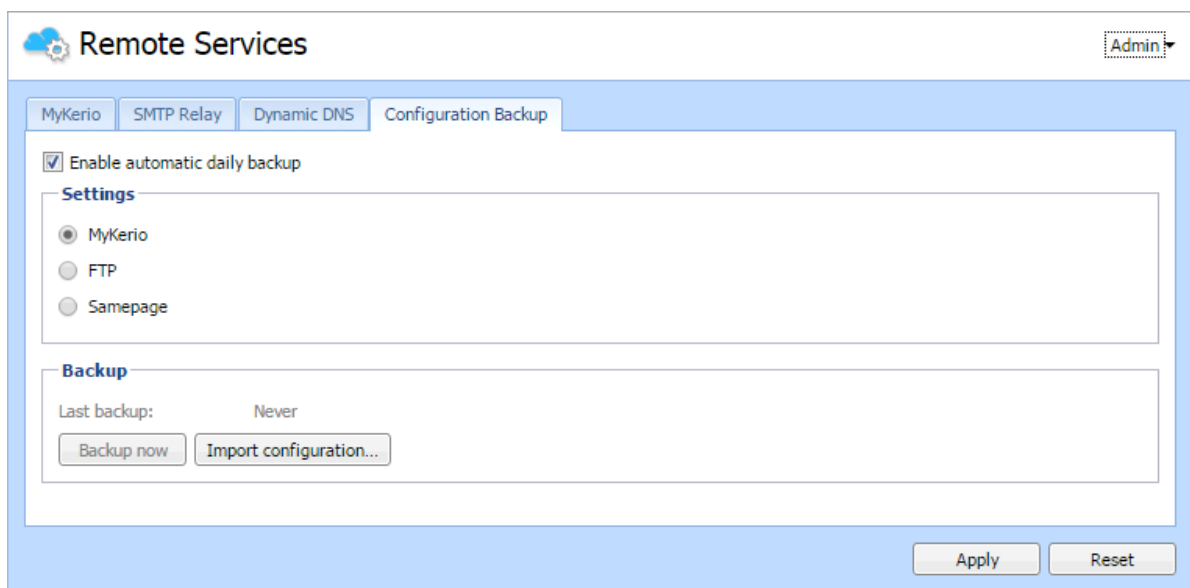 Remote Services
Admin
MyKerio SMTP Relay Dynamic DNS Configuration Backup
Enable automatic daily backup
Settings
MyKerio
FTP
Samepage
Backup
Last backup: Never
Backup now Import configuration...
Apply Reset